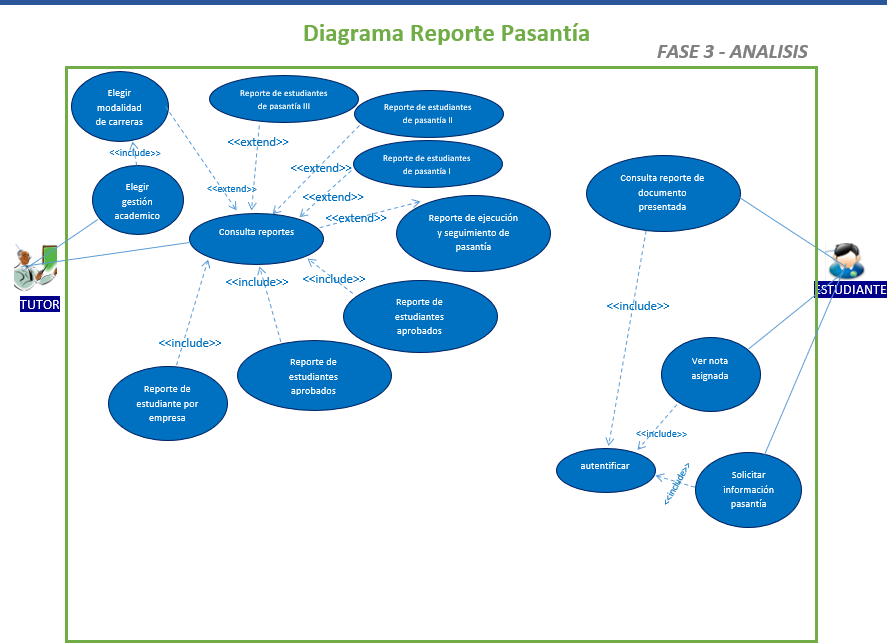 Diagrama Reporte Pasantía
FASE 3 - ANALISIS
Elegir
modalidad
de carreras
<<include>>
Elegir
gestión
academico
<<extend>>
Reporte de estudiantes
de pasantía III
<<extend>>
Reporte de estudiantes
de pasantía II
<<extend>>
Reporte de estudiantes
de pasantía I
<<extend>>
<<extend>>
Reporte de ejecución
y seguimiento de
pasantía
Consulta reportes
TUTOR
<<include>>
<<include>>
<<include>>
Reporte de
estudiantes
aprobados
Reporte de
estudiantes
aprobados
Reporte de
estudiante por
empresa
Consulta reporte de
documento
presentada
ESTUDIANTE
<<include>>
Ver nota
asignada
<<include>>
autentificar
<<include>>
Solicitar
información
pasantía